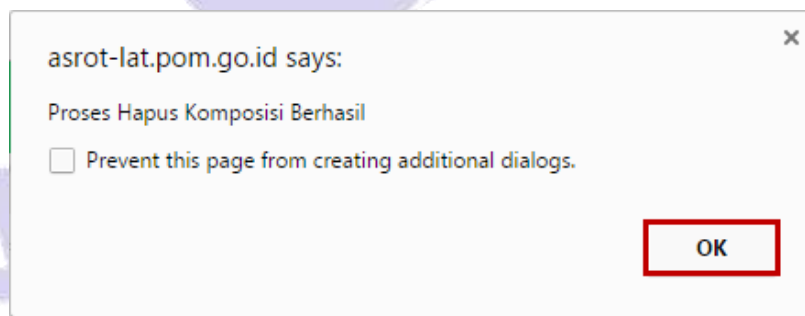 asrot-lat.pom.go.id says:
Proses Hapus Komposisi Berhasil
Prevent this page from creating additional dialogs.
OK